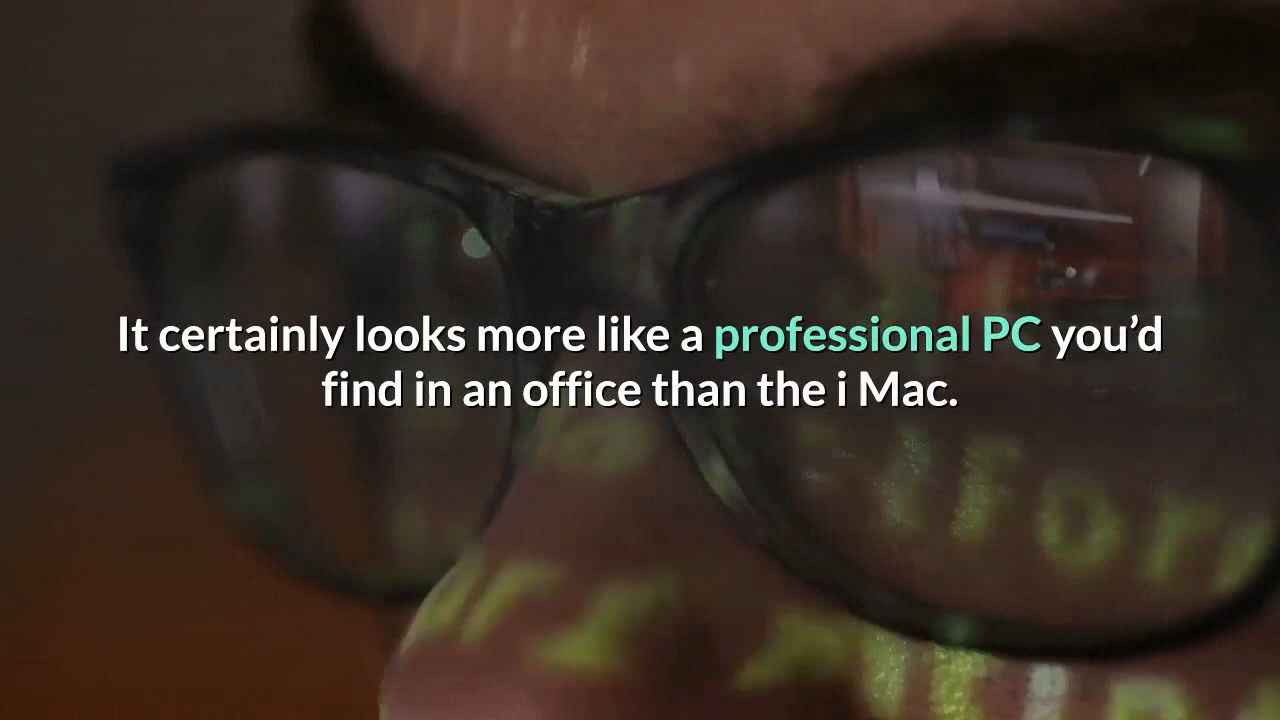 It certainly looks more like a professional PC you’d
find in an office than the i Mac.